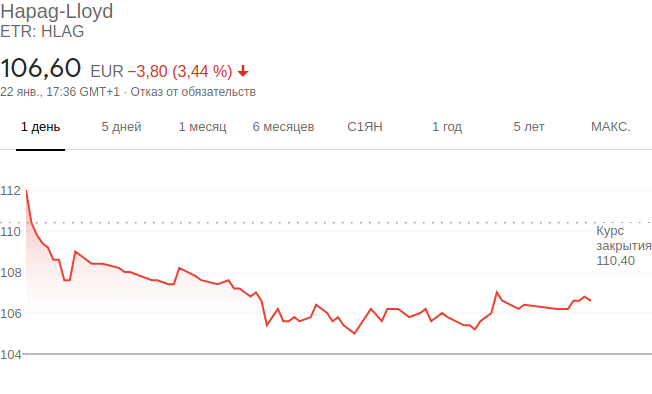 Hapag-Lloyd
ETR: HLAG
106,60 EUR −3,80 (3,44 %)
22 янв., 17:36 GMT+1 · Отказ от обязательств
1 день 5 дней 1 месяц 6 месяцев С1ЯН 1 год 5 лет МАКС.
112
110
108
106
104
Курс
закрытия
110,40